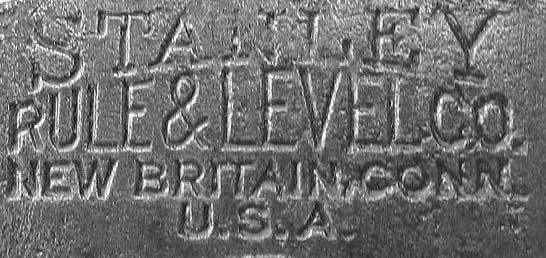 STANLEY
RULE & LEVEL CO.
NEW BRITAIN, CONN.
U.S.A.